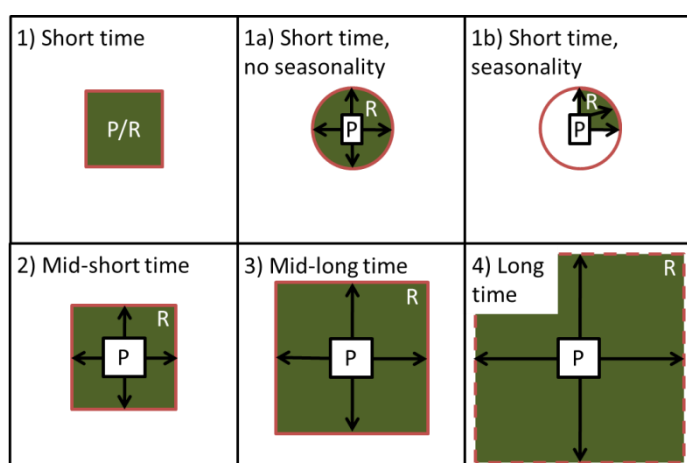 1) Short time
P/R
1a) Short time,
no seasonality
R
P
1b) Short time,
seasonality
R
P
2) Mid-short time
R
P
3) Mid-long time
R
P
4) Long
time
R
P